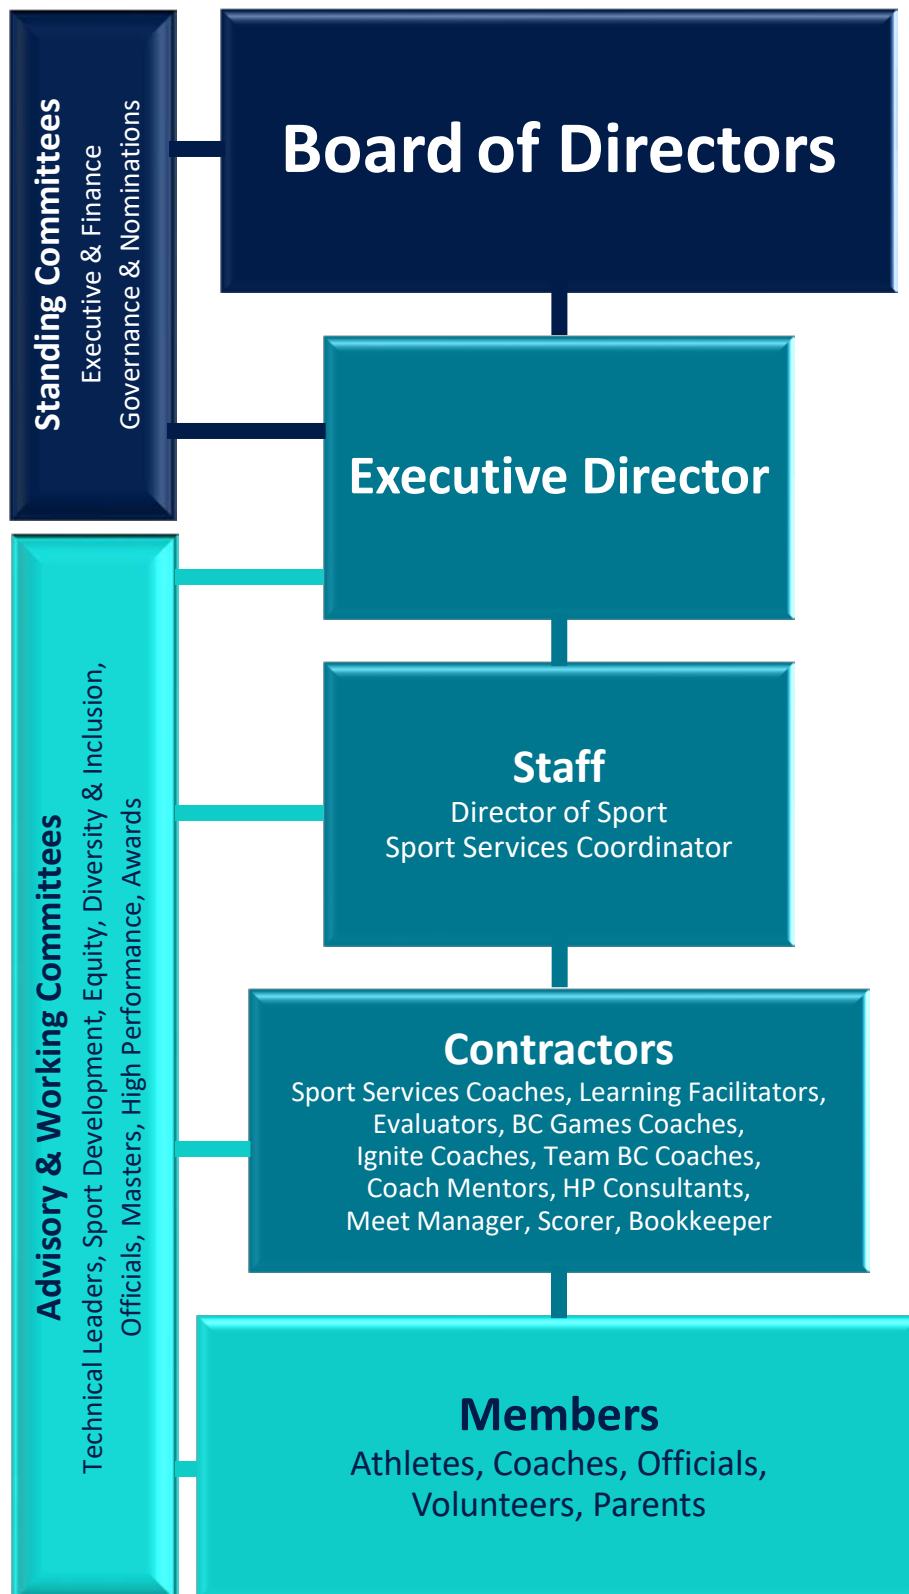 Standing Committees
Executive & Finance
Governance & Nominations
Board of Directors
Executive Director
Advisory & Working Committees
Technical Leaders, Sport Development, Equity, Diversity & Inclusion,
Officials, Masters, High Performance, Awards
Staff
Director of Sport
Sport Services Coordinator
Contractors
Sport Services Coaches, Learning Facilitators,
Evaluators, BC Games Coaches,
Ignite Coaches, Team BC Coaches,
Coach Mentors, HP Consultants,
Meet Manager, Scorer, Bookkeeper
Members
Athletes, Coaches, Officials,
Volunteers, Parents